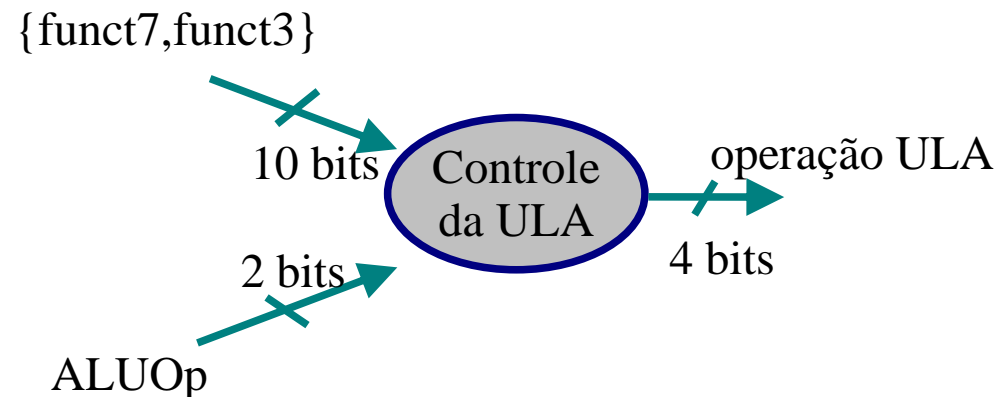 {funct7,funct3}
10 bits
Controle
da ULA
operação ULA
4 bits
2 bits
ALUOp